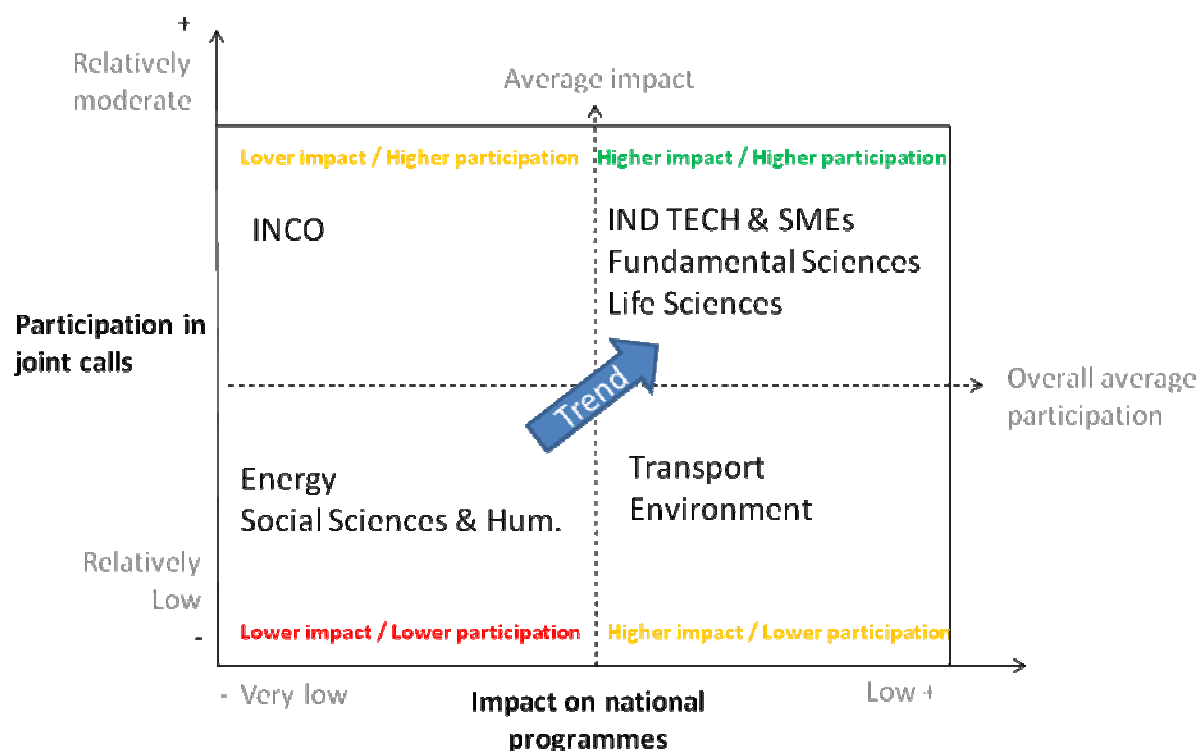 +
Relatively
moderate
Average impact
Lover impact / Higher participation
Higher impact / Higher participation
INCO
IND TECH & SMEs
Fundamental Sciences
Life Sciences
Participation in
joint calls
Trend
Overall average
participation
Energy
Social Sciences & Hum.
Transport
Environment
Relatively
Low
-
Lower impact / Lower participation
Higher impact / Lower participation
- Very low
Impact on national
programmes
Low +